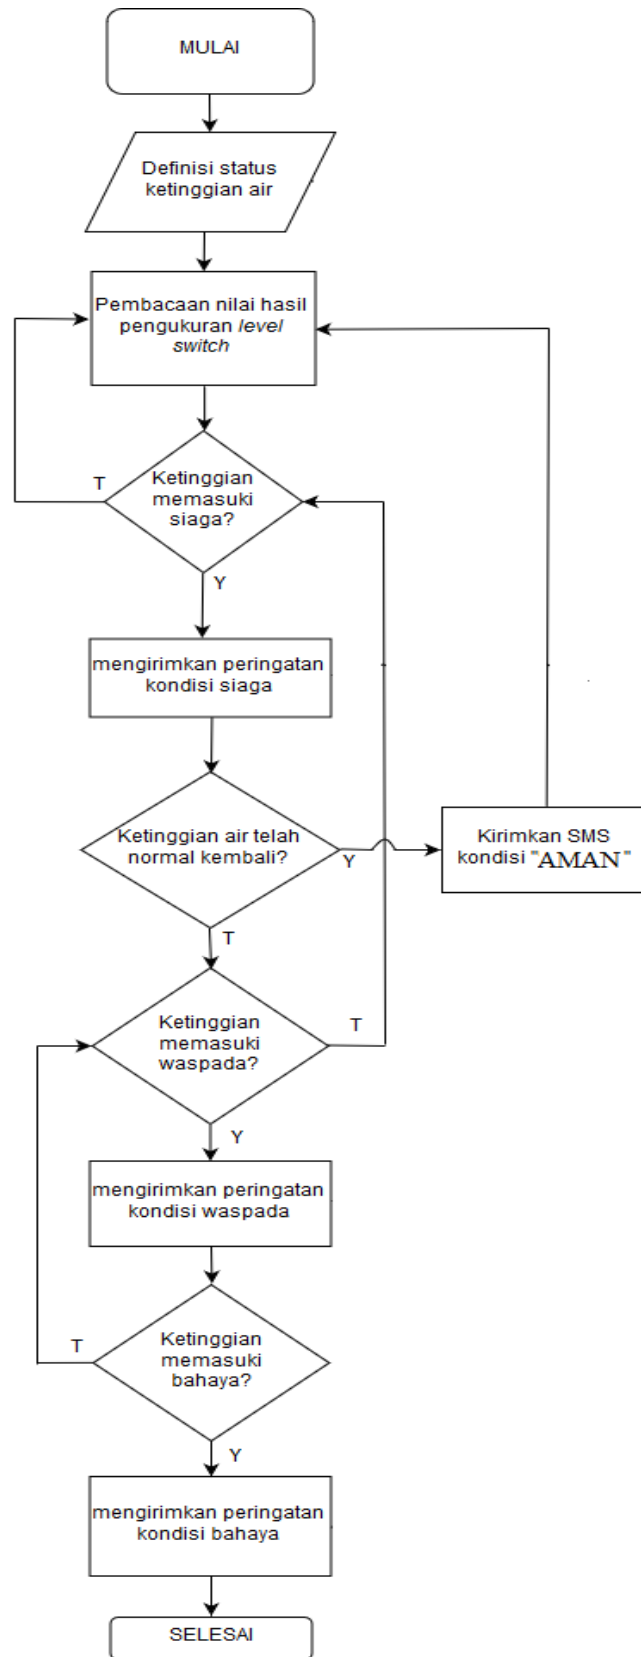 MULAI
Definisi status
ketinggian air
Pembacaan nilai hasil
pengukuran level
switch
T
Ketinggian
memasuki
siaga?
Y
mengirimkan peringatan
kondisi siaga
Ketinggian air telah
normal kembali?
Y
Kirimkan SMS
kondisi "AMAN"
T
Ketinggian
memasuki
waspada?
T
Y
mengirimkan peringatan
kondisi waspada
T
Ketinggian
memasuki
bahaya?
Y
mengirimkan peringatan
kondisi bahaya
SELESAI